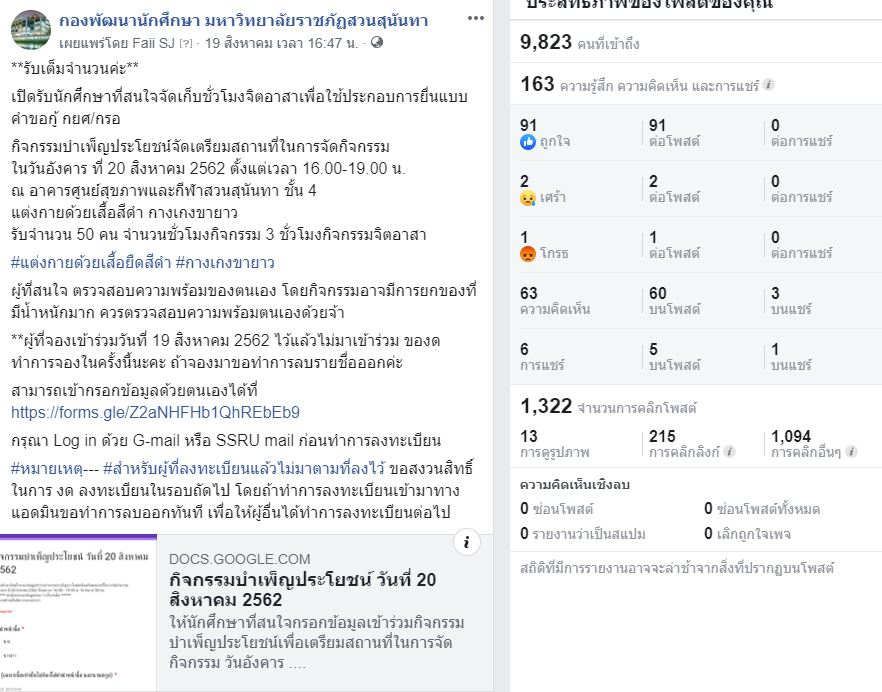 กองพัฒนานักศึกษา มหาวิทยาลัยราชภัฏสวนสุนันทา
เผยแพร่โดย Faii SJ [?] · 19 สิงหาคม เวลา 16:47 น. ·
**รับเต็มจำนวนค่ะ**
เปิดรับนักศึกษาที่สนใจจัดเก็บชั่วโมงจิตอาสาเพื่อใช้ประกอบการยื่นแบบ
คำขอกู้ กยศ/กรอ
กิจกรรมบำเพ็ญประโยชน์จัดเตรียมสถานที่ในการจัดกิจกรรม
ในวันอังคาร ที่ 20 สิงหาคม 2562 ตั้งแต่เวลา 16.00-19.00 น.
ณ อาคารศูนย์สุขภาพและกีฬาสวนสุนันทา ชั้น 4
แต่งกายด้วยเสื้อสีดำ กางเกงขายาว
รับจำนวน 50 คน จำนวนชั่วโมงกิจกรรม 3 ชั่วโมงกิจกรรมจิตอาสา
#แต่งกายด้วยเสื้อยืดสีดำ #กางเกงขายาว
ผู้ที่สนใจ ตรวจสอบความพร้อมของตนเอง โดยกิจกรรมอาจมีการยกของที่
มีน้ำหนักมาก ควรตรวจสอบความพร้อมตนเองด้วยจ้า
**ผู้ที่จองเข้าร่วมวันที่ 19 สิงหาคม 2562 ไว้แล้วไม่มาเข้าร่วม ของด
ทำการจองในครั้งนี้นะคะ ถ้าจองมาขอทำการลบรายชื่อออกค่ะ
สามารถเข้ากรอกข้อมูลด้วยตนเองได้ที่
https://forms.gle/Z2aNHFHb1QhREbEb9
กรุณา Log in ด้วย G-mail หรือ SSRU mail ก่อนทำการลงทะเบียน
#หมายเหตุ--- #สำหรับผู้ที่ลงทะเบียนแล้วไม่มาตามที่ลงไว้ ขอสงวนสิทธิ์
ในการ งด ลงทะเบียนในรอบถัดไป โดยถ้าทำการลงทะเบียนเข้ามาทาง
แอดมินขอทำการลบออกทันที เพื่อให้ผู้อื่นได้ทำการลงทะเบียนต่อไป
กิจกรรมบำเพ็ญประโยชน์ วันที่ 20 สิงหาคม
562
DOCS.GOOGLE.COM
กิจกรรมบำเพ็ญประโยชน์ วันที่ 20
สิงหาคม 2562
ให้นักศึกษาที่สนใจกรอกข้อมูลเข้าร่วมกิจกรรม
บำเพ็ญประโยชน์เพื่อเตรียมสถานที่ในการจัด
กิจกรรม วันอังคาร ....
ประสิทธิภาพของโพสต์ของคุณ
9,823 คนที่เข้าถึง
163 ความรู้สึก ความคิดเห็น และการแชร์
91 91 0
ถูกใจ ต่อโพสต์ ต่อการแชร์
2 2 0
เศร้า ต่อโพสต์ ต่อการแชร์
1 1 0
โกรธ ต่อโพสต์ ต่อการแชร์
63 60 3
ความคิดเห็น บนโพสต์ บนแชร์
6 5 1
การแชร์ บนโพสต์ บนแชร์
1,322 จำนวนการคลิกโพสต์
13 215 1,094
การดูรูปภาพ การคลิกลิงก์ การคลิกอื่นๆ
ความคิดเห็นเชิงลบ
0 ซ่อนโพสต์ 0 ซ่อนโพสต์ทั้งหมด
0 รายงานว่าเป็นสแปม 0 เลิกถูกใจเพจ
สถิติที่มีการรายงานอาจจะล่าช้าจากสิ่งที่ปรากฏบนโพสต์